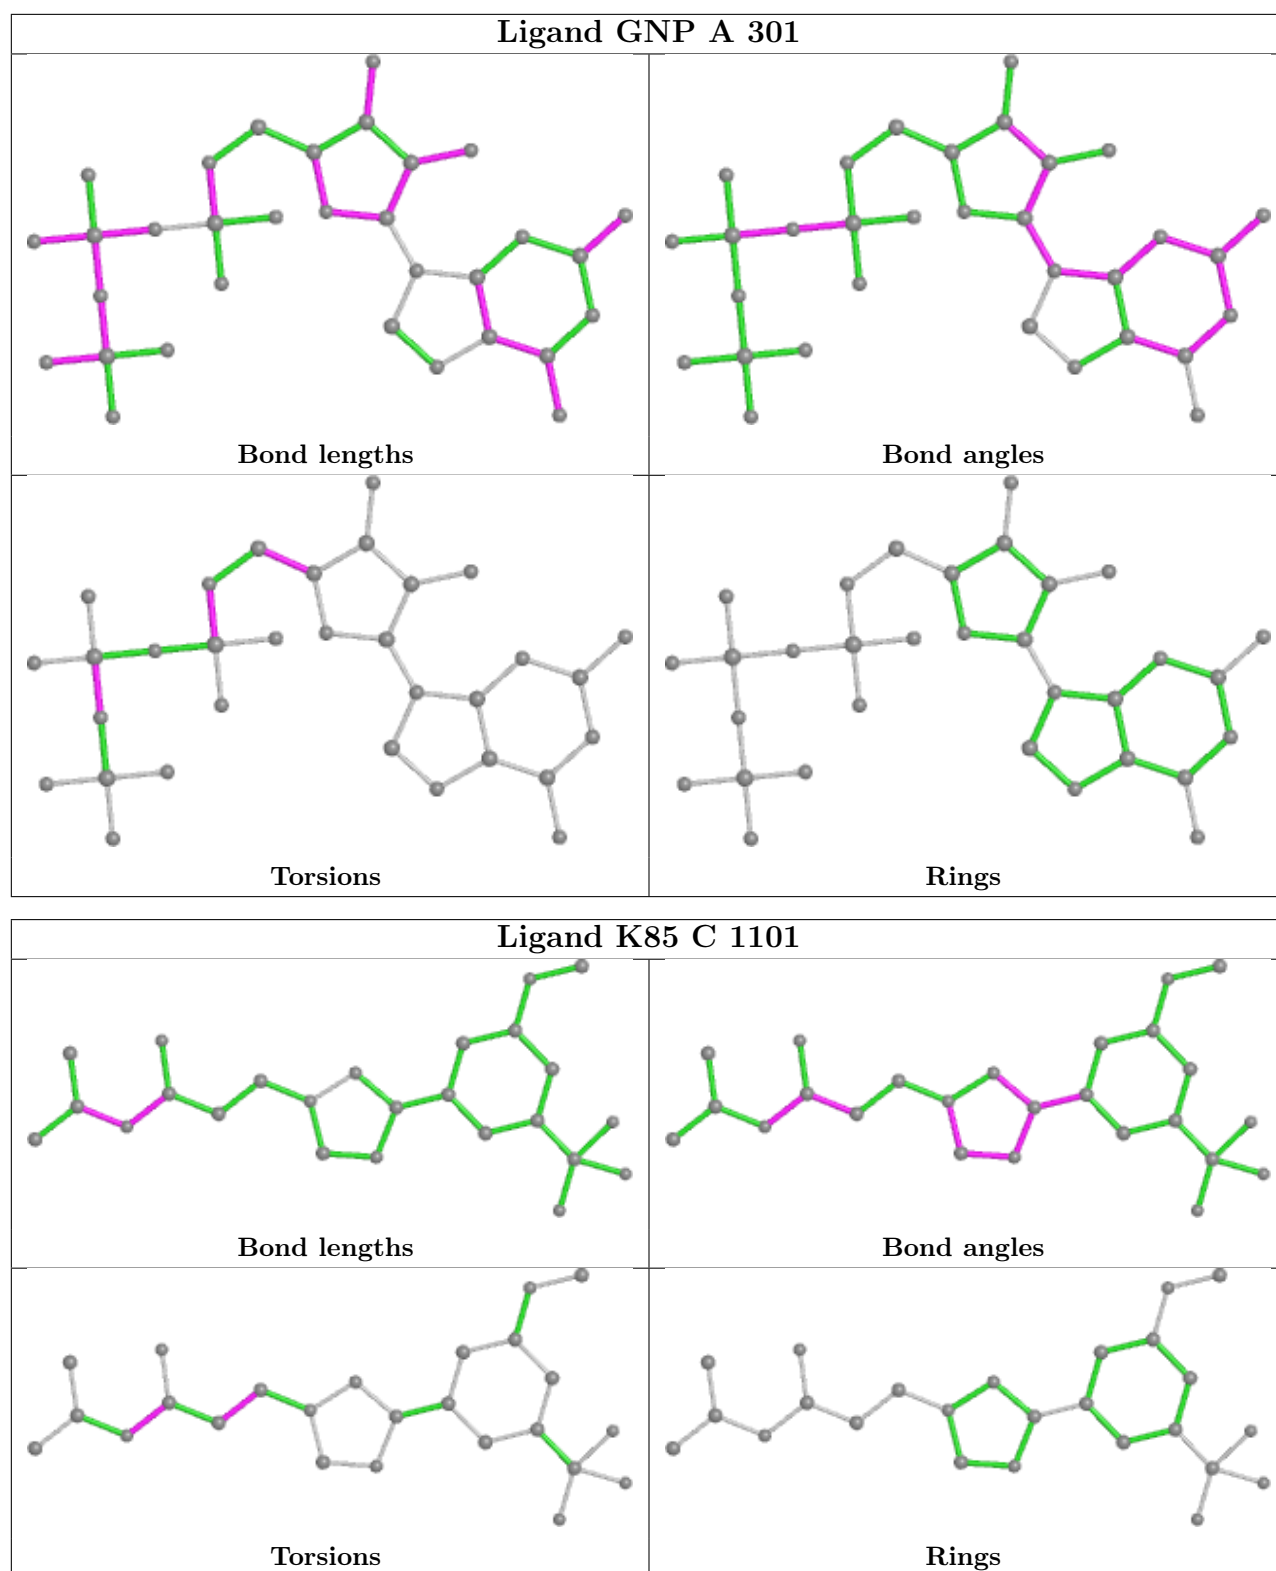 Ligand GNP A 301
Bond lengths
Bond angles
Torsions
Rings
Ligand K85 C 1101
Bond lengths
Bond angles
Torsions
Rings